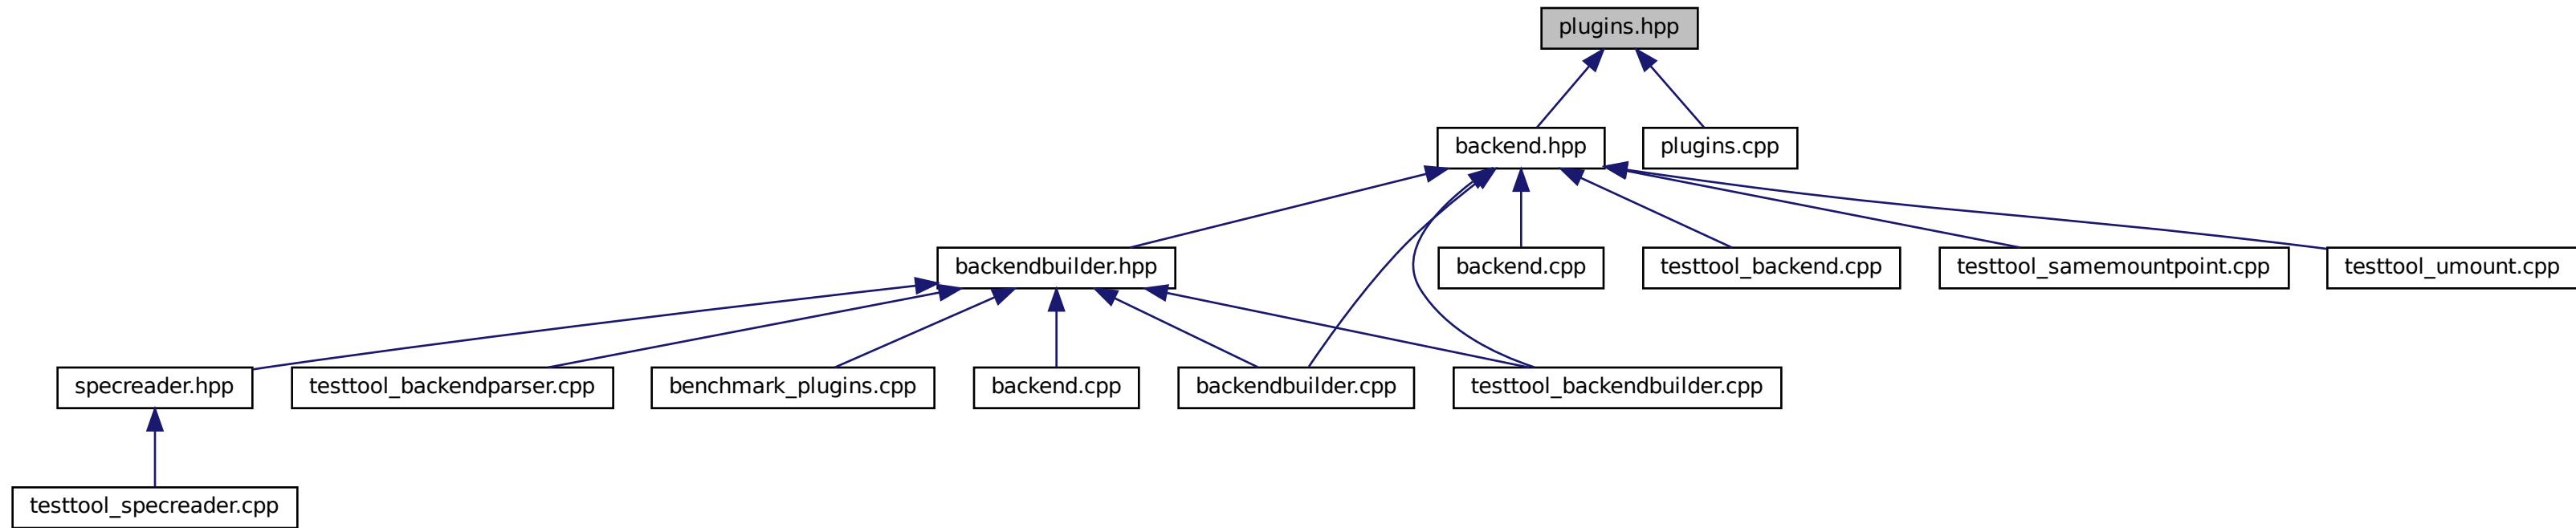 plugins.hpp
backend.hpp
plugins.cpp
backendbuilder.hpp
backend.cpp
testtool_backend.cpp
testtool_samemountpoint.cpp
testtool_umount.cpp
specreader.hpp
testtool_backendparser.cpp
benchmark_plugins.cpp
backend.cpp
backendbuilder.cpp
testtool_backendbuilder.cpp
testtool_specreader.cpp